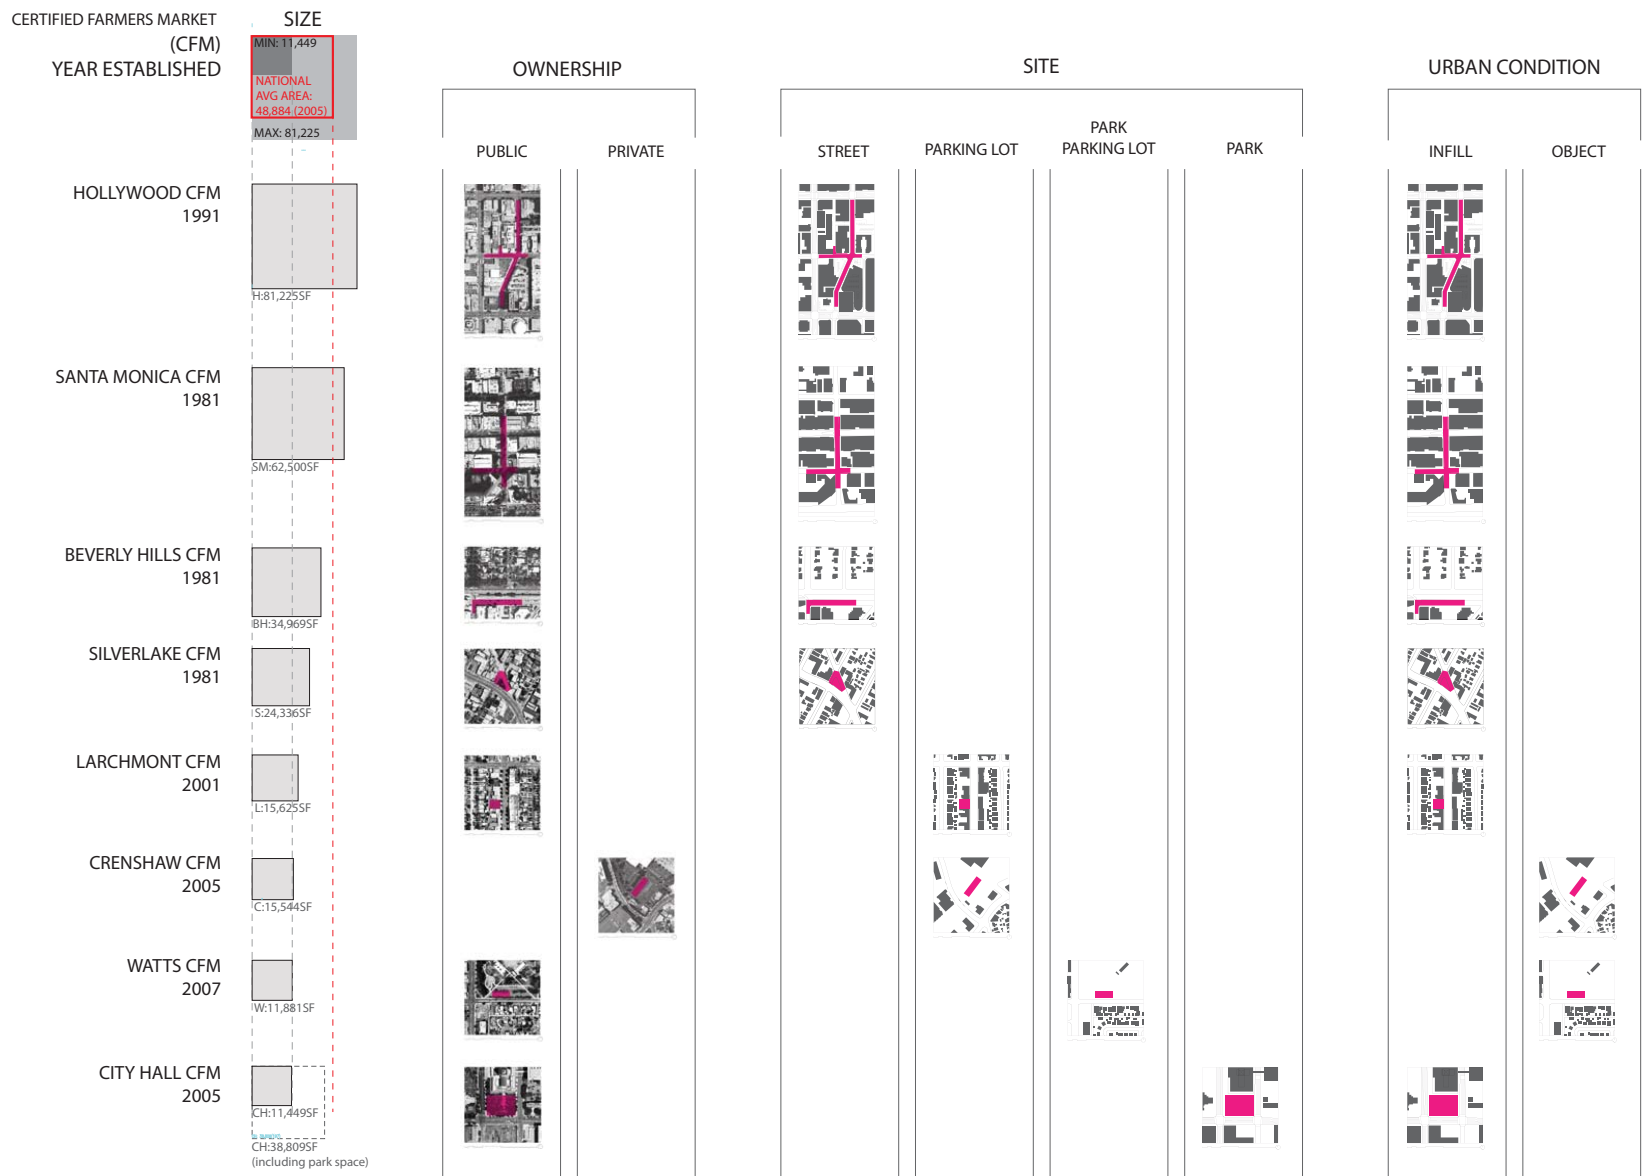 CERTIFIED FARMERS MARKET
(CFM)
YEAR ESTABLISHED
SIZE
MIN: 11,449
NATIONAL
AVG AREA:
48,884 (2005)
MAX: 81,225
OWNERSHIP
PUBLIC
PRIVATE
SITE
STREET
PARKING LOT
PARK
PARKING LOT
PARK
URBAN CONDITION
INFILL
OBJECT
HOLLYWOOD CFM
1991
H:81,225SF
SANTA MONICA CFM
1981
SM:62,500SF
BEVERLY HILLS CFM
1981
BH:34,969SF
SILVERLAKE CFM
1981
S:24,336SF
LARCHMONT CFM
2001
L:15,625SF
CRENSHAW CFM
2005
C:15,544SF
WATTS CFM
2007
W:11,881SF
CITY HALL CFM
2005
CH:11,449SF
CH:38,809SF
(including park space)